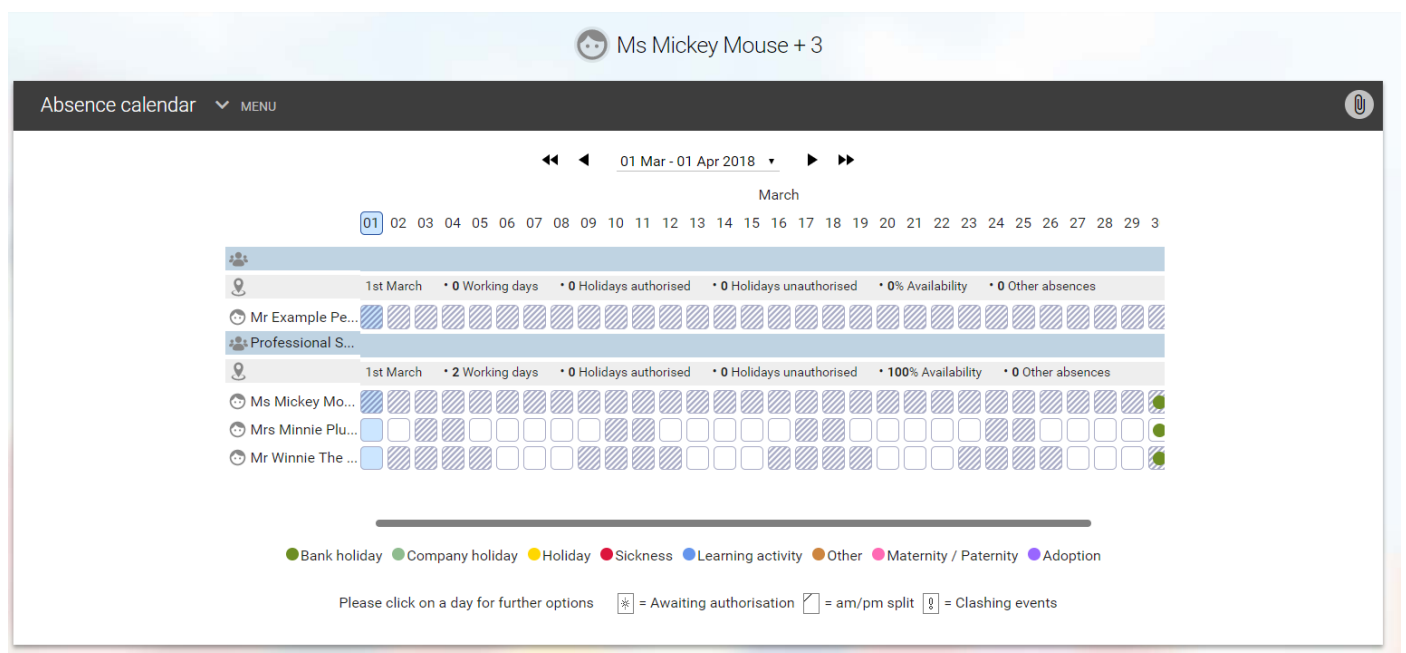 Ms Mickey Mouse + 3
Absence calendar MENU
01 Mar - 01 Apr 2018
March
01 02 03 04 05 06 07 08 09 10 11 12 13 14 15 16 17 18 19 20 21 22 23 24 25 26 27 28 29 3
1st March • 0 Working days • 0 Holidays authorised • 0 Holidays unauthorised • 0% Availability • 0 Other absences
Mr Example Pe...
Professional S...
1st March • 2 Working days • 0 Holidays authorised • 0 Holidays unauthorised • 100% Availability • 0 Other absences
Ms Mickey Mo...
Mrs Minnie Plu...
Mr Winnie The ...
Bank holiday Company holiday Holiday Sickness Learning activity Other Maternity / Paternity Adoption
Please click on a day for further options = Awaiting authorisation = am/pm split = Clashing events